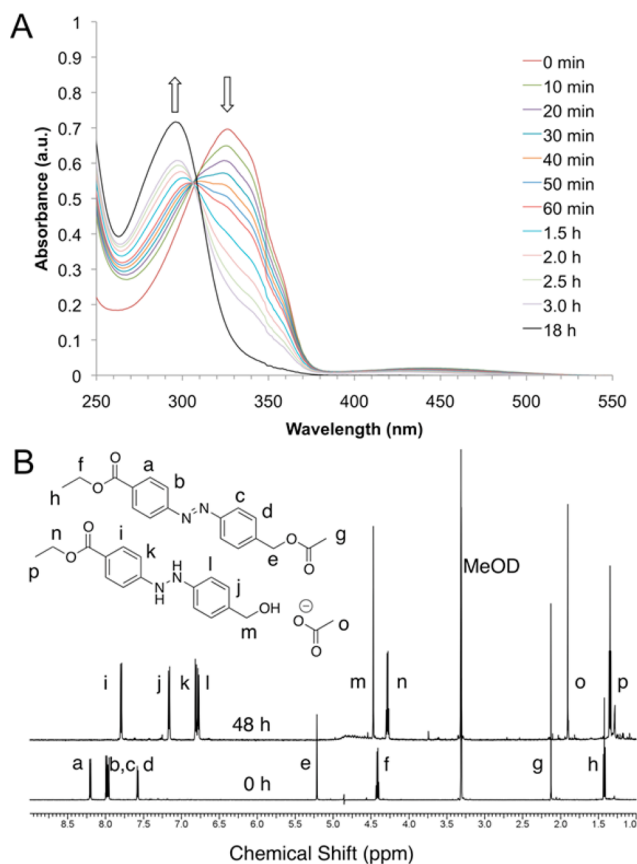 A
Absorbance (a.u.)
1
0.9
0.8
0.7
0.6
0.5
0.4
0.3
0.2
0.1
0
250 300 350 400 450 500 550
Wavelength (nm)
0 min
10 min
20 min
30 min
40 min
50 min
60 min
1.5 h
2.0 h
2.5 h
3.0 h
18 h
B
f O a
h O b c
N N d
g
n O i e O
p O k l O
N N j
H H OH
m O ⊖ o
O
MeOD
i j k l m n o p
48 h
a b,c d e f g h
0 h
8.5 8.0 7.5 7.0 6.5 6.0 5.5 5.0 4.5 4.0 3.5 3.0 2.5 2.0 1.5 1.0
Chemical Shift (ppm)